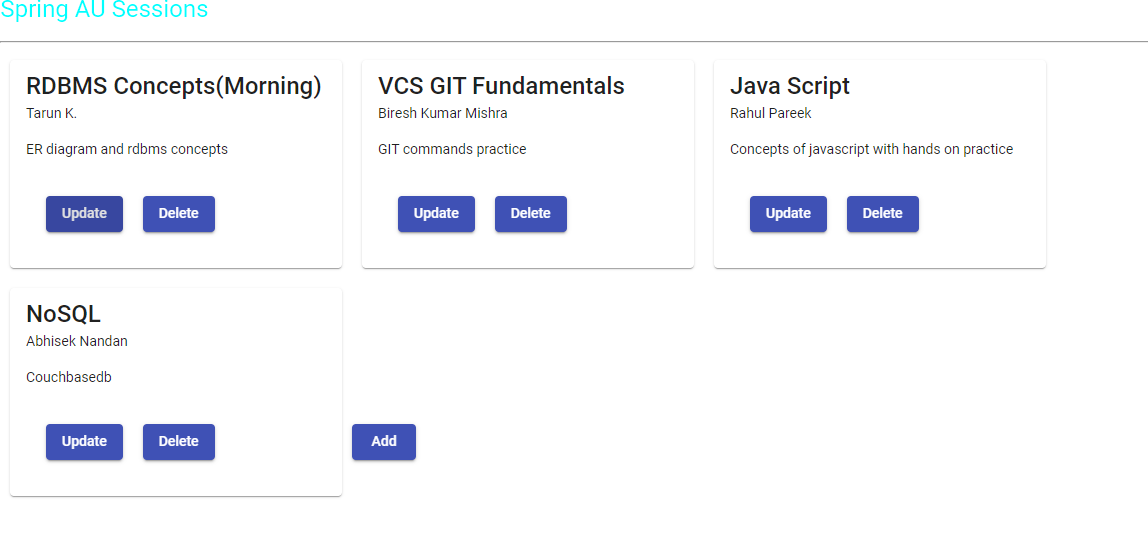 Spring AU Sessions
RDBMS Concepts(Morning)
Tarun K.
ER diagram and rdbms concepts
Update Delete
VCS GIT Fundamentals
Biresh Kumar Mishra
GIT commands practice
Update Delete
Java Script
Rahul Pareek
Concepts of javascript with hands on practice
Update Delete
NoSQL
Abhisek Nandan
Couchbasedb
Update Delete
Add